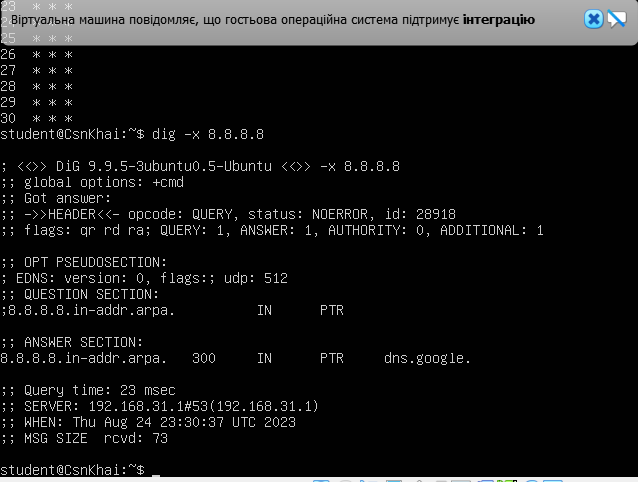 23 * * *
Віртуальна машина повідомляє, що гостьова операційна система підтримує інтеграцію
25 * * *
26 * * *
27 * * *
28 * * *
29 * * *
30 * * *
student@CsnKhai:~$ dig -x 8.8.8.8
; <<>> DiG 9.9.5-3ubuntu0.5-Ubuntu <<>> -x 8.8.8.8
;; global options: +cmd
;; Got answer:
;; ->>HEADER<<- opcode: QUERY, status: NOERROR, id: 28918
;; flags: qr rd ra; QUERY: 1, ANSWER: 1, AUTHORITY: 0, ADDITIONAL: 1
;; OPT PSEUDOSECTION:
; EDNS: version: 0, flags:; udp: 512
;; QUESTION SECTION:
;8.8.8.8.in-addr.arpa. IN PTR
;; ANSWER SECTION:
8.8.8.8.in-addr.arpa. 300 IN PTR dns.google.
;; Query time: 23 msec
;; SERVER: 192.168.31.1#53(192.168.31.1)
;; WHEN: Thu Aug 24 23:30:37 UTC 2023
;; MSG SIZE rcvd: 73
student@CsnKhai:~$ _